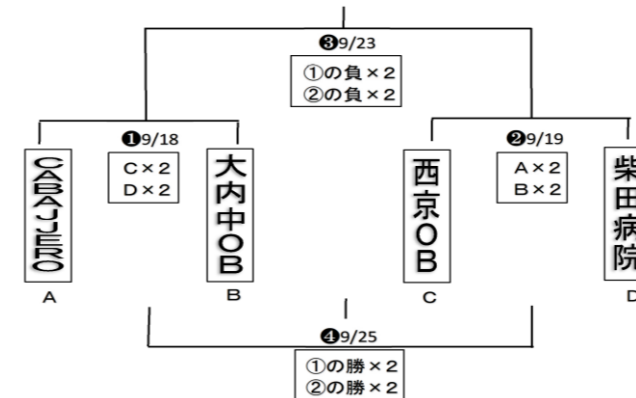 ❸9/23
①の負×2
②の負×2
❶9/18
C×2
D×2
❷9/19
A×2
B×2
CABAJJERO
大内中OB
西京OB
柴田病院
A
B
C
D
❹9/25
①の勝×2
②の勝×2